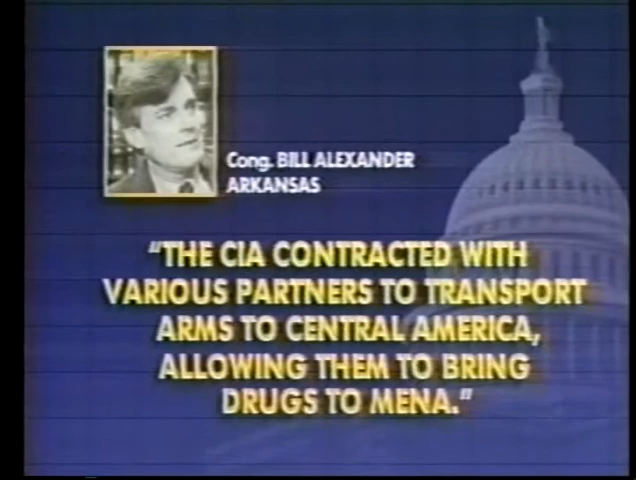 Cong. BILL ALEXANDER
ARKANSAS
"THE CIA CONTRACTED WITH
VARIOUS PARTNERS TO TRANSPORT
ARMS TO CENTRAL AMERICA,
ALLOWING THEM TO BRING
DRUGS TO MENA."